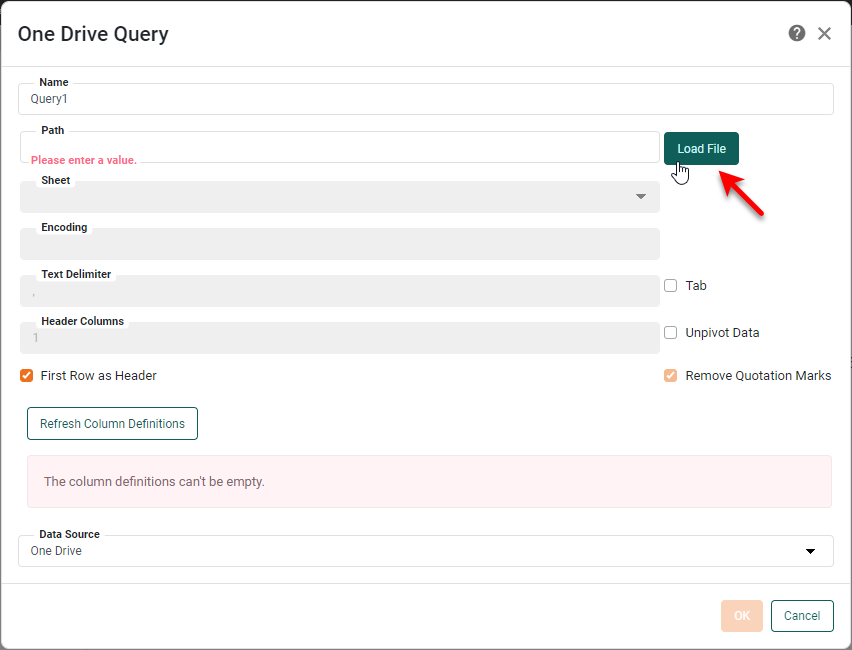 One Drive Query
Name
Query1
Path
Please enter a value.
Load File
Sheet
Encoding
Text Delimiter
,
Tab
Header Columns
1
Unpivot Data
First Row as Header
Remove Quotation Marks
Refresh Column Definitions
The column definitions can't be empty.
Data Source
One Drive
OK
Cancel